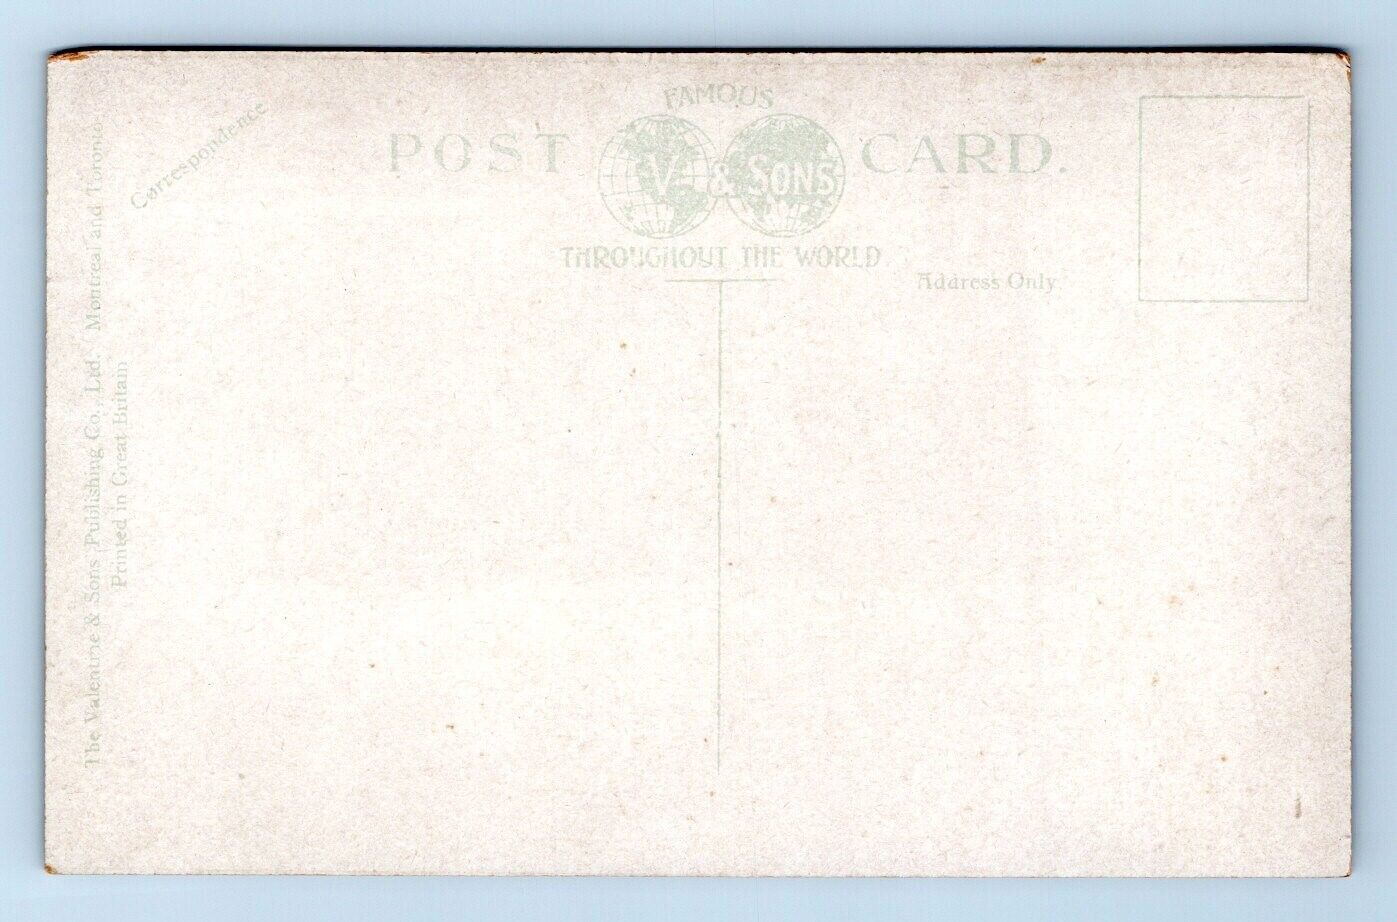 FAMOUS
POST V & SONS CARD.
THROUGHOUT THE WORLD
Correspondence
Address Only.
The Valentine & Sons Publishing Co., Ltd. Montreal and Toronto
Printed in Great Britain